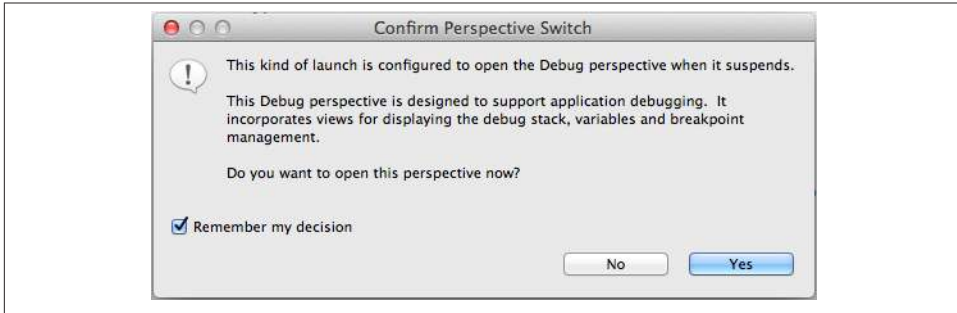 Confirm Perspective Switch
This kind of launch is configured to open the Debug perspective when it suspends.
This Debug perspective is designed to support application debugging. It
incorporates views for displaying the debug stack, variables and breakpoint
management.
Do you want to open this perspective now?
Remember my decision
No
Yes